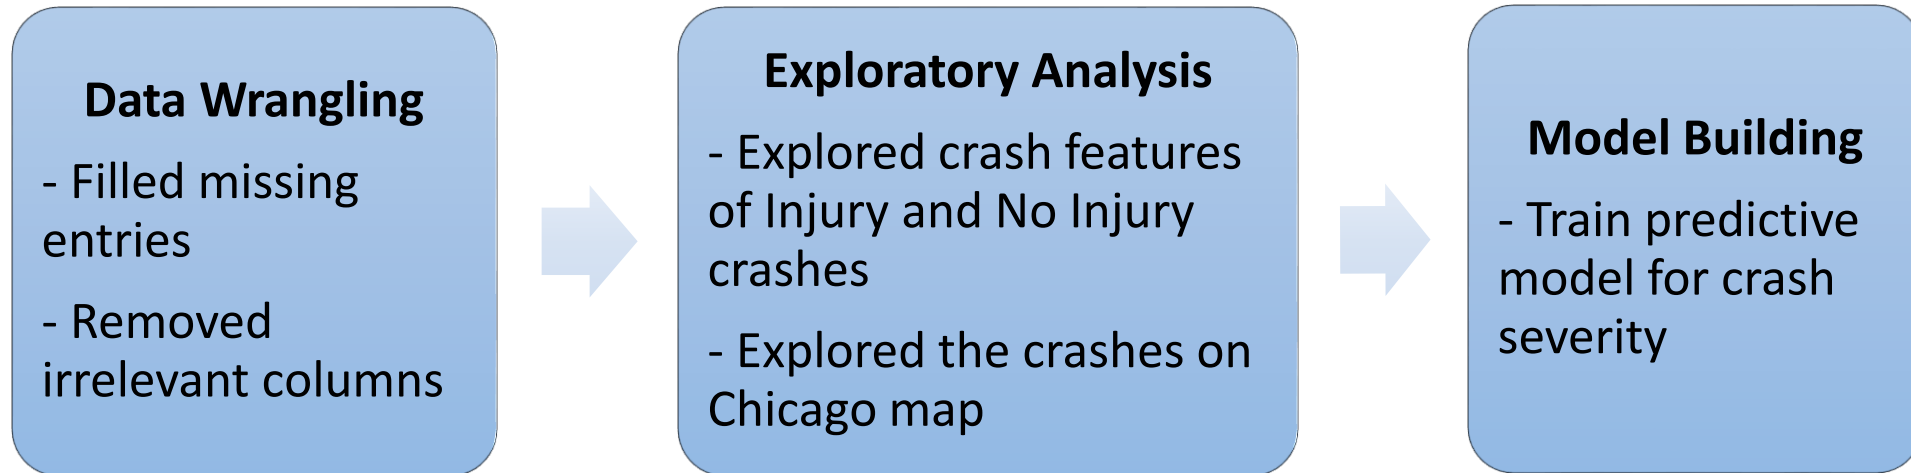 Data Wrangling
- Filled missing
entries
- Removed
irrelevant columns
Exploratory Analysis
- Explored crash features
of Injury and No Injury
crashes
- Explored the crashes on
Chicago map
Model Building
- Train predictive
model for crash
severity